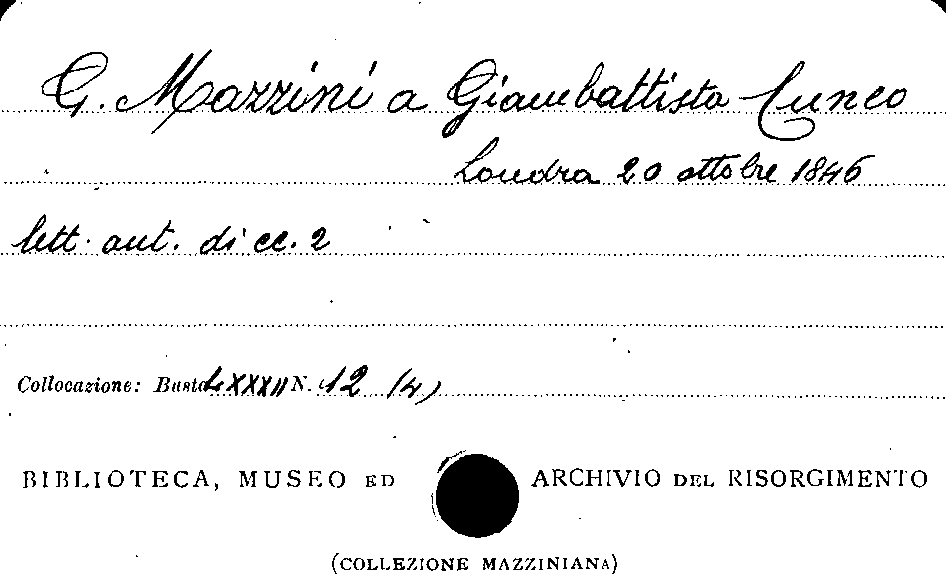 G. Mazzini a Giambattista Cuneo
Londra 20 ottobre 1846
lett. aut. di cc. 2
Collocazione: Busta LXXXII N. 12 (4)
BIBLIOTECA, MUSEO ED ARCHIVIO DEL RISORGIMENTO
(COLLEZIONE MAZZINIANA)